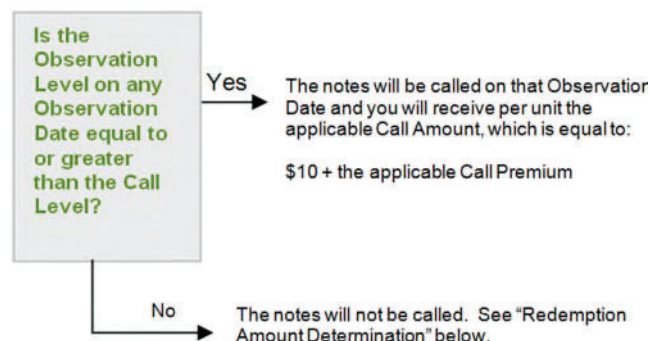 Is the
Observation
Level on any
Observation
Date equal to
or greater
than the Call
Level?
Yes
The notes will be called on that Observation
Date and you will receive per unit the
applicable Call Amount, which is equal to:
$10 + the applicable Call Premium
No
The notes will not be called. See “Redemption
Amount Determination” below.